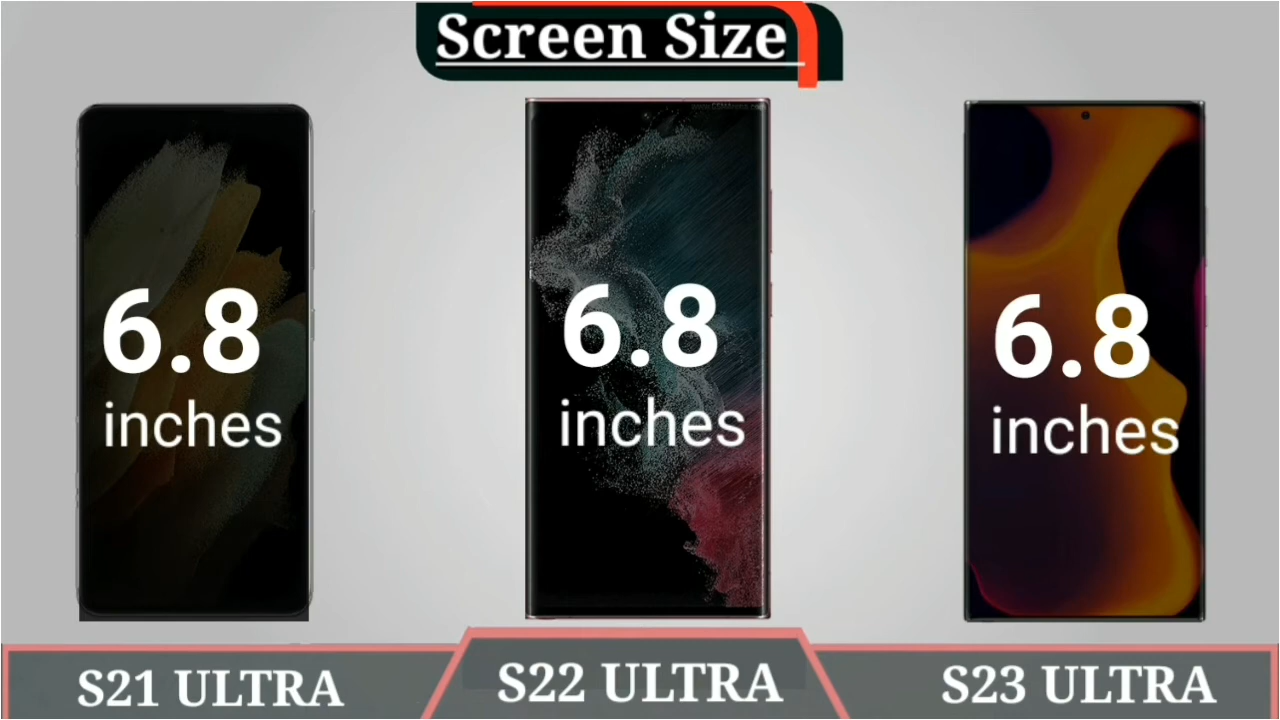 Screen Size
6.8
inches
6.8
inches
6.8
inches
S21 ULTRA
S22 ULTRA
S23 ULTRA